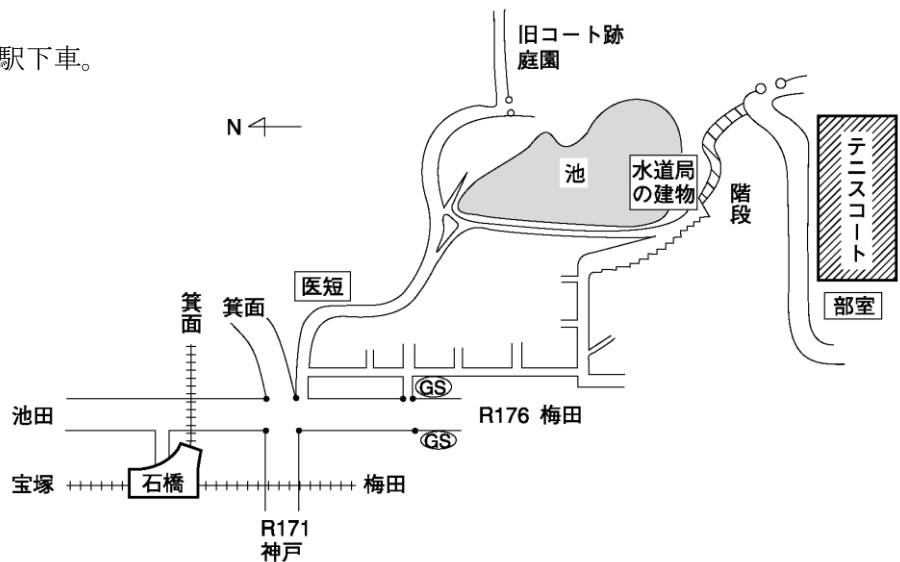 駅下車。
旧コート跡
庭園
N
池
水道局
の建物
階段
テニスコート
部室
医短
箕面
箕面
池田
GS
R176 梅田
GS
石橋
宝塚
梅田
R171
神戸